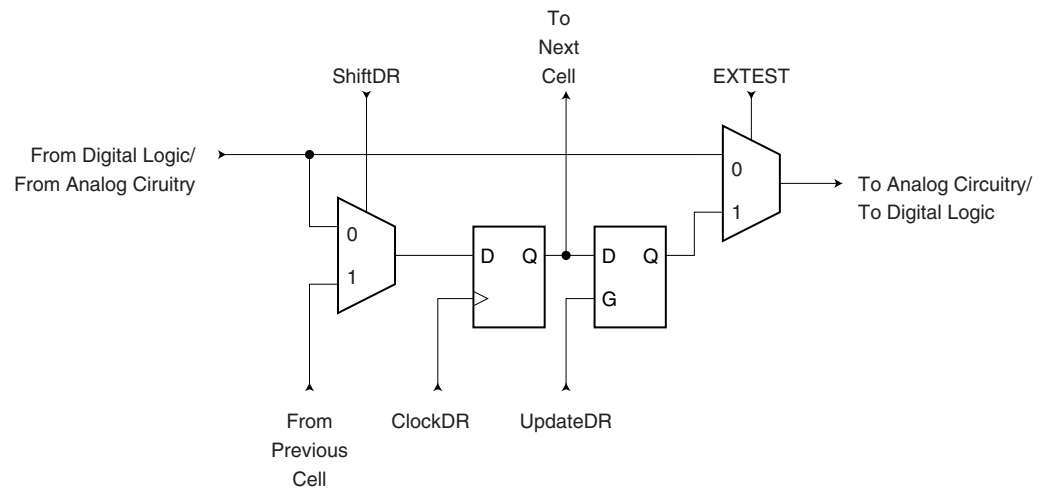 To
Next
Cell
ShiftDR
EXTEST
From Digital Logic/
From Analog Ciruitry
0
1
To Analog Circuitry/
To Digital Logic
0
1
D Q
D Q
G
From
Previous
Cell
ClockDR
UpdateDR